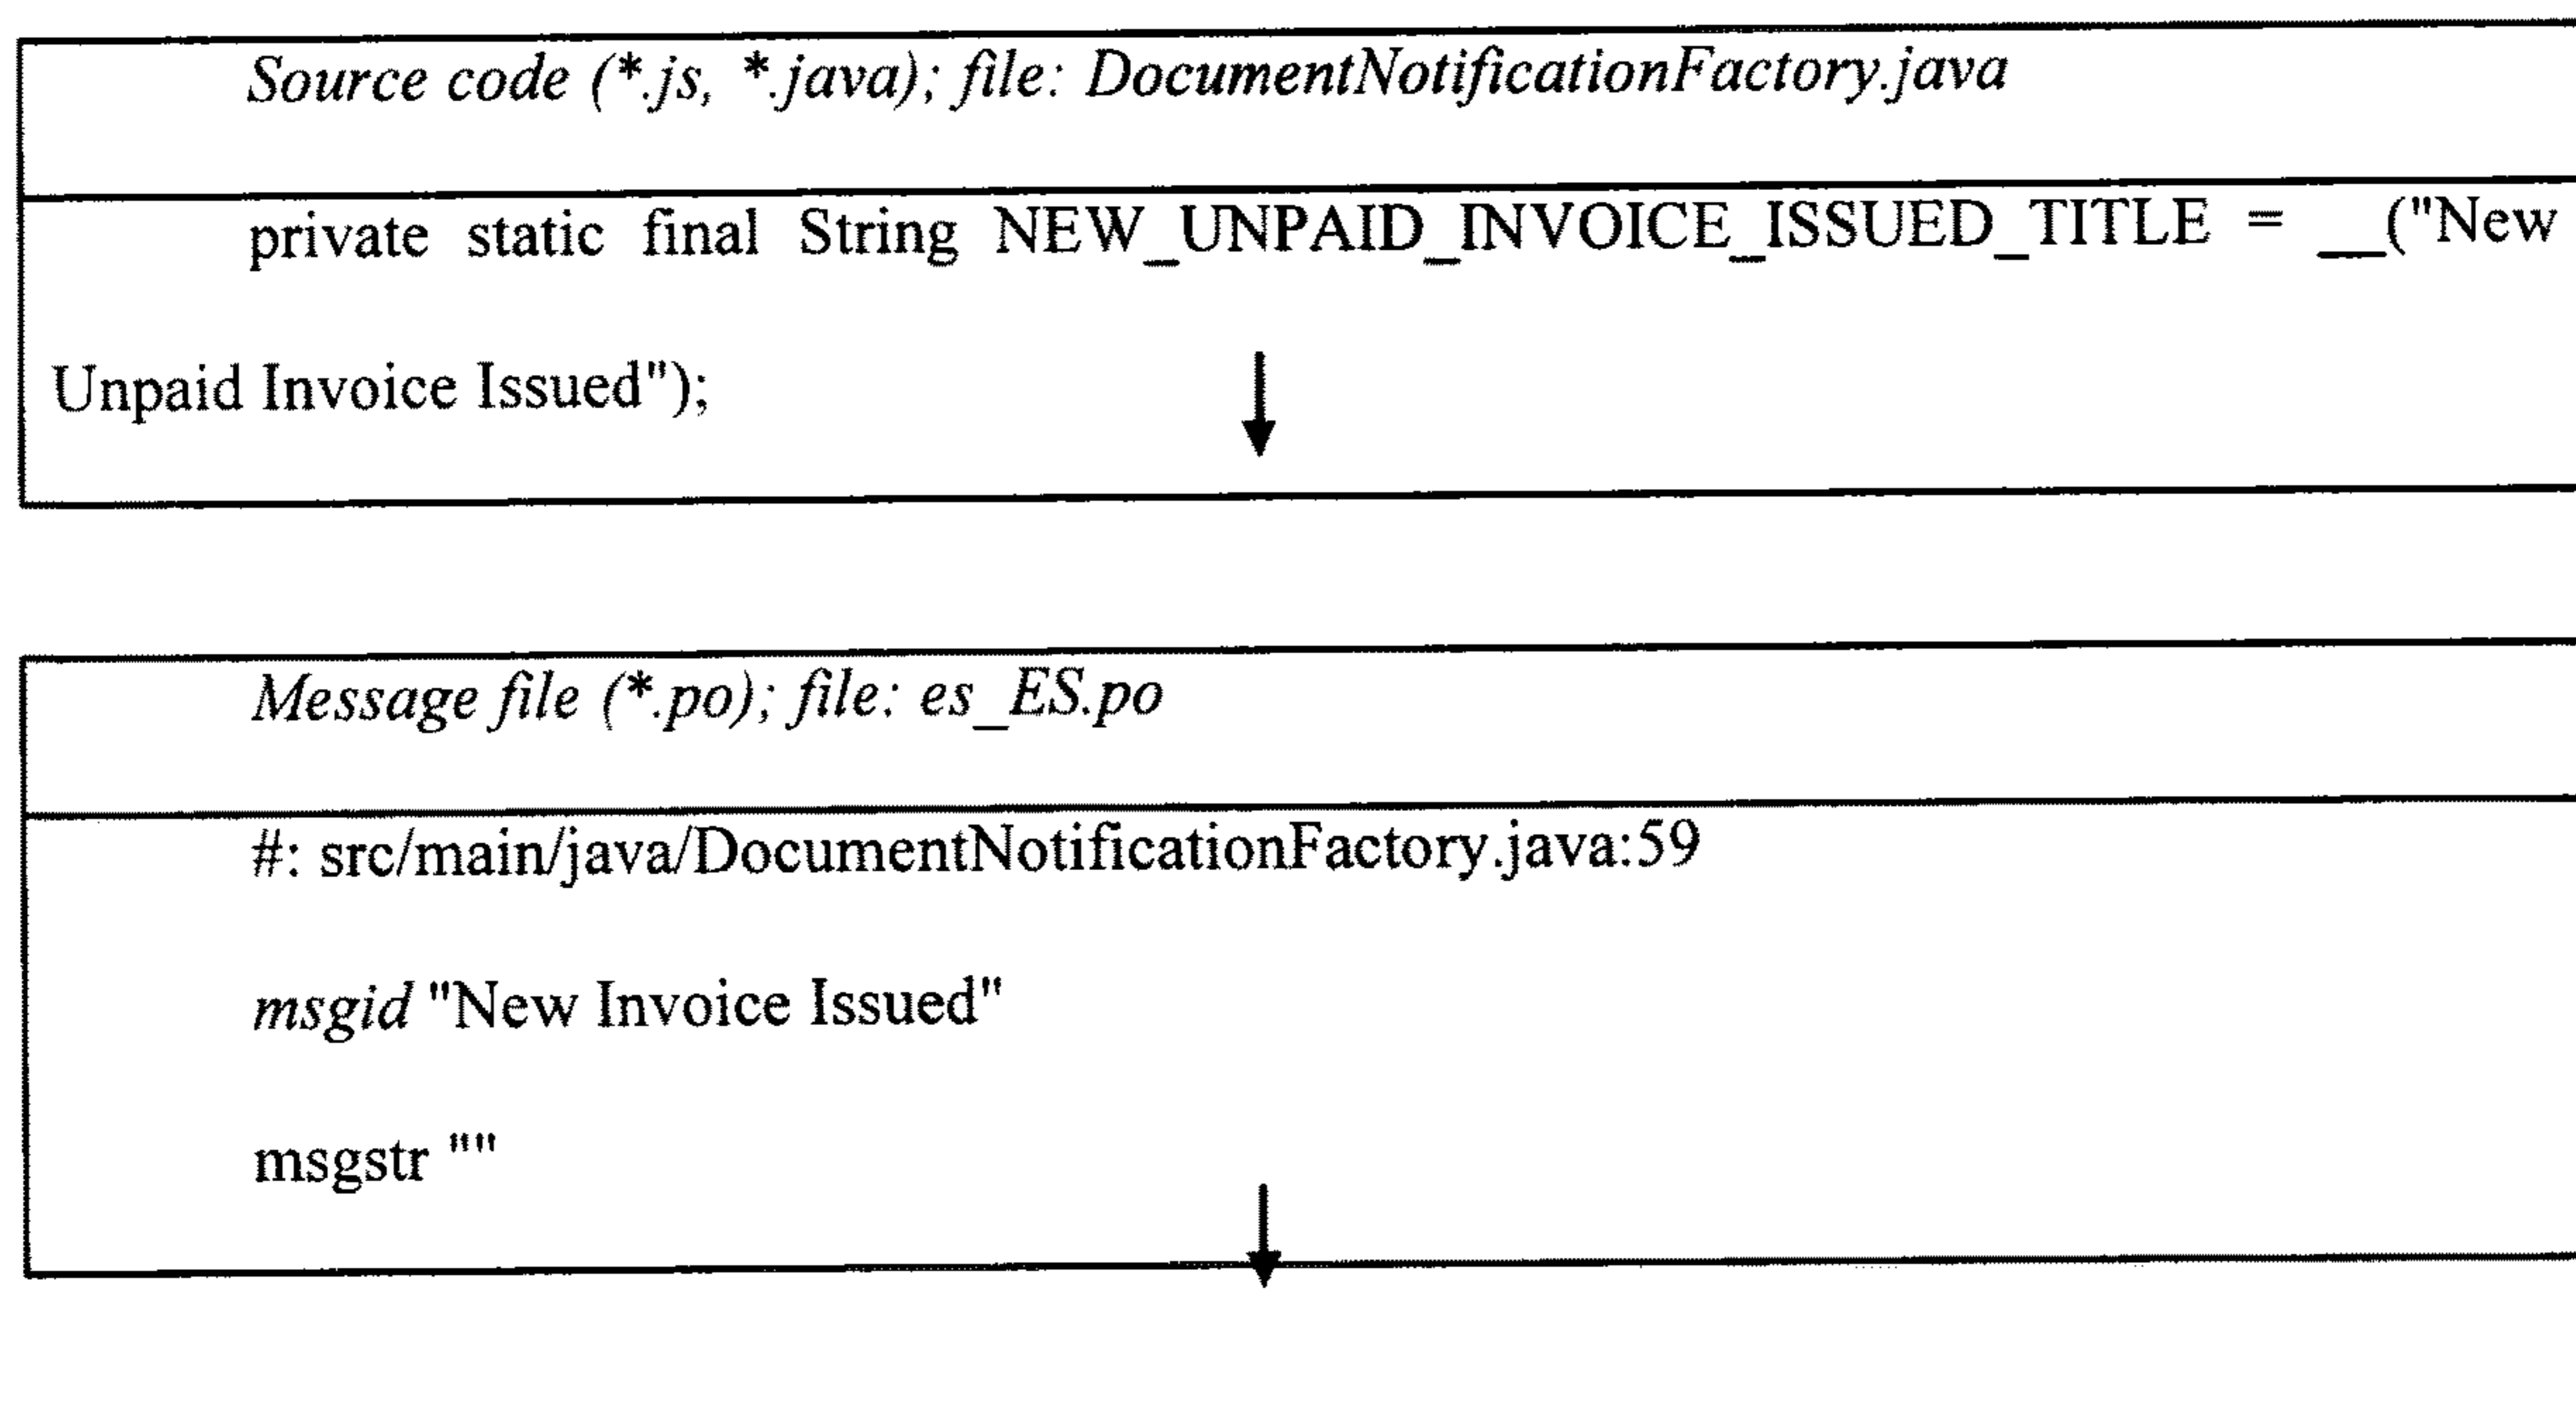 Source code (*.js, *.java); file: DocumentNotificationFactory.java
private static final String NEW_UNPAID_INVOICE_ISSUED_TITLE = __("New
Unpaid Invoice Issued");
Message file (*.po); file: es_ES.po
#: src/main/java/DocumentNotificationFactory.java:59
msgid "New Invoice Issued"
msgstr ""